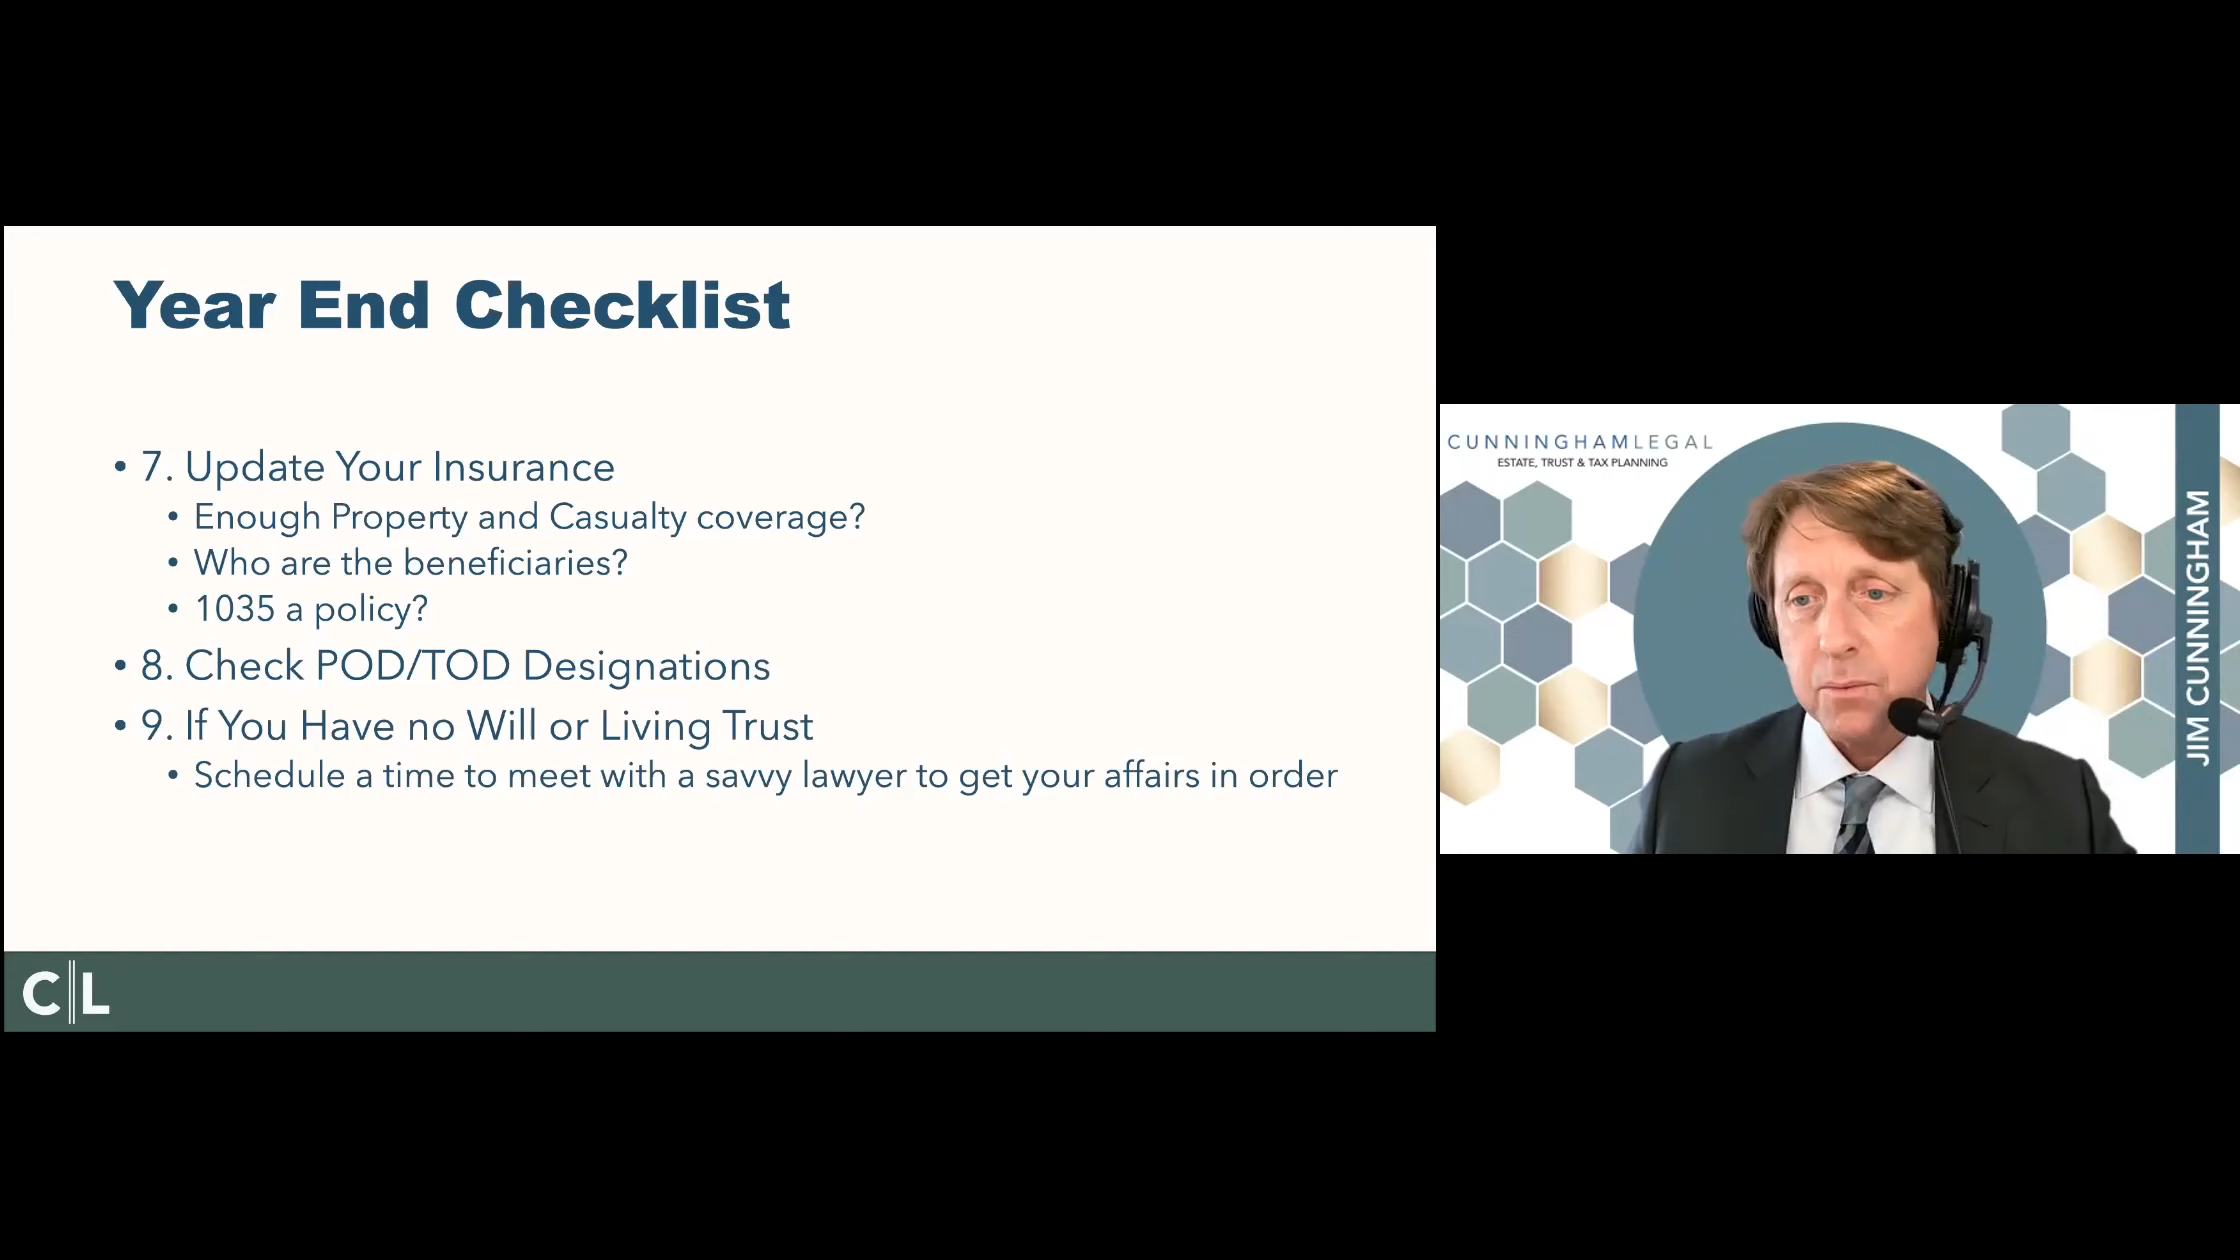 Year End Checklist
• 7. Update Your Insurance
• Enough Property and Casualty coverage?
• Who are the beneficiaries?
• 1035 a policy?
• 8. Check POD/TOD Designations
• 9. If You Have no Will or Living Trust
• Schedule a time to meet with a savvy lawyer to get your affairs in order
C L
CUNNINGHAMLEGAL
ESTATE, TRUST & TAX PLANNING
JIM CUNNINGHAM